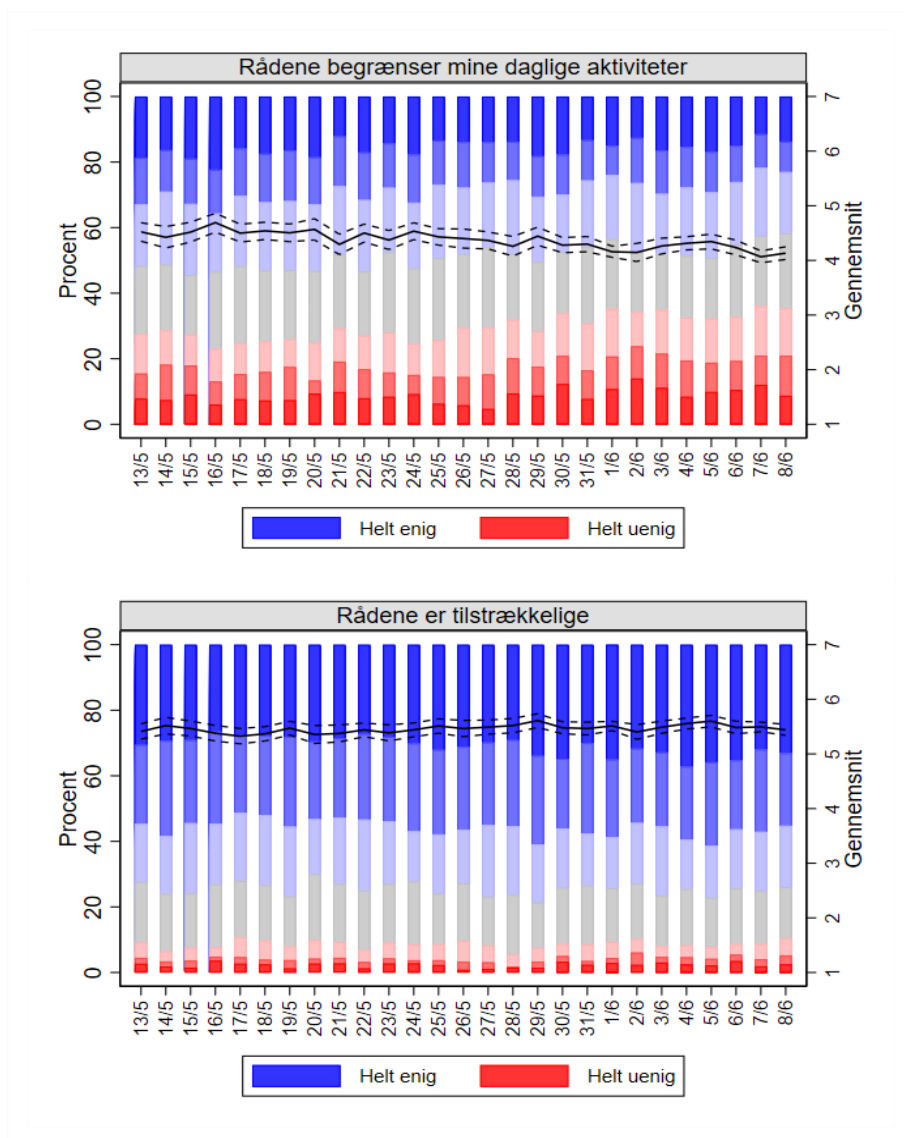 Rådene begrænser mine daglige aktiviteter
Procent
0 20 40 60 80 100
Gennemsnit
1 2 3 4 5 6 7
13/5 14/5 15/5 16/5 17/5 18/5 19/5 20/5 21/5 22/5 23/5 24/5 25/5 26/5 27/5 28/5 29/5 30/5 31/5 1/6 2/6 3/6 4/6 5/6 6/6 7/6 8/6
Helt enig Helt uenig
Rådene er tilstrækkelige
Procent
0 20 40 60 80 100
Gennemsnit
1 2 3 4 5 6 7
13/5 14/5 15/5 16/5 17/5 18/5 19/5 20/5 21/5 22/5 23/5 24/5 25/5 26/5 27/5 28/5 29/5 30/5 31/5 1/6 2/6 3/6 4/6 5/6 6/6 7/6 8/6
Helt enig Helt uenig